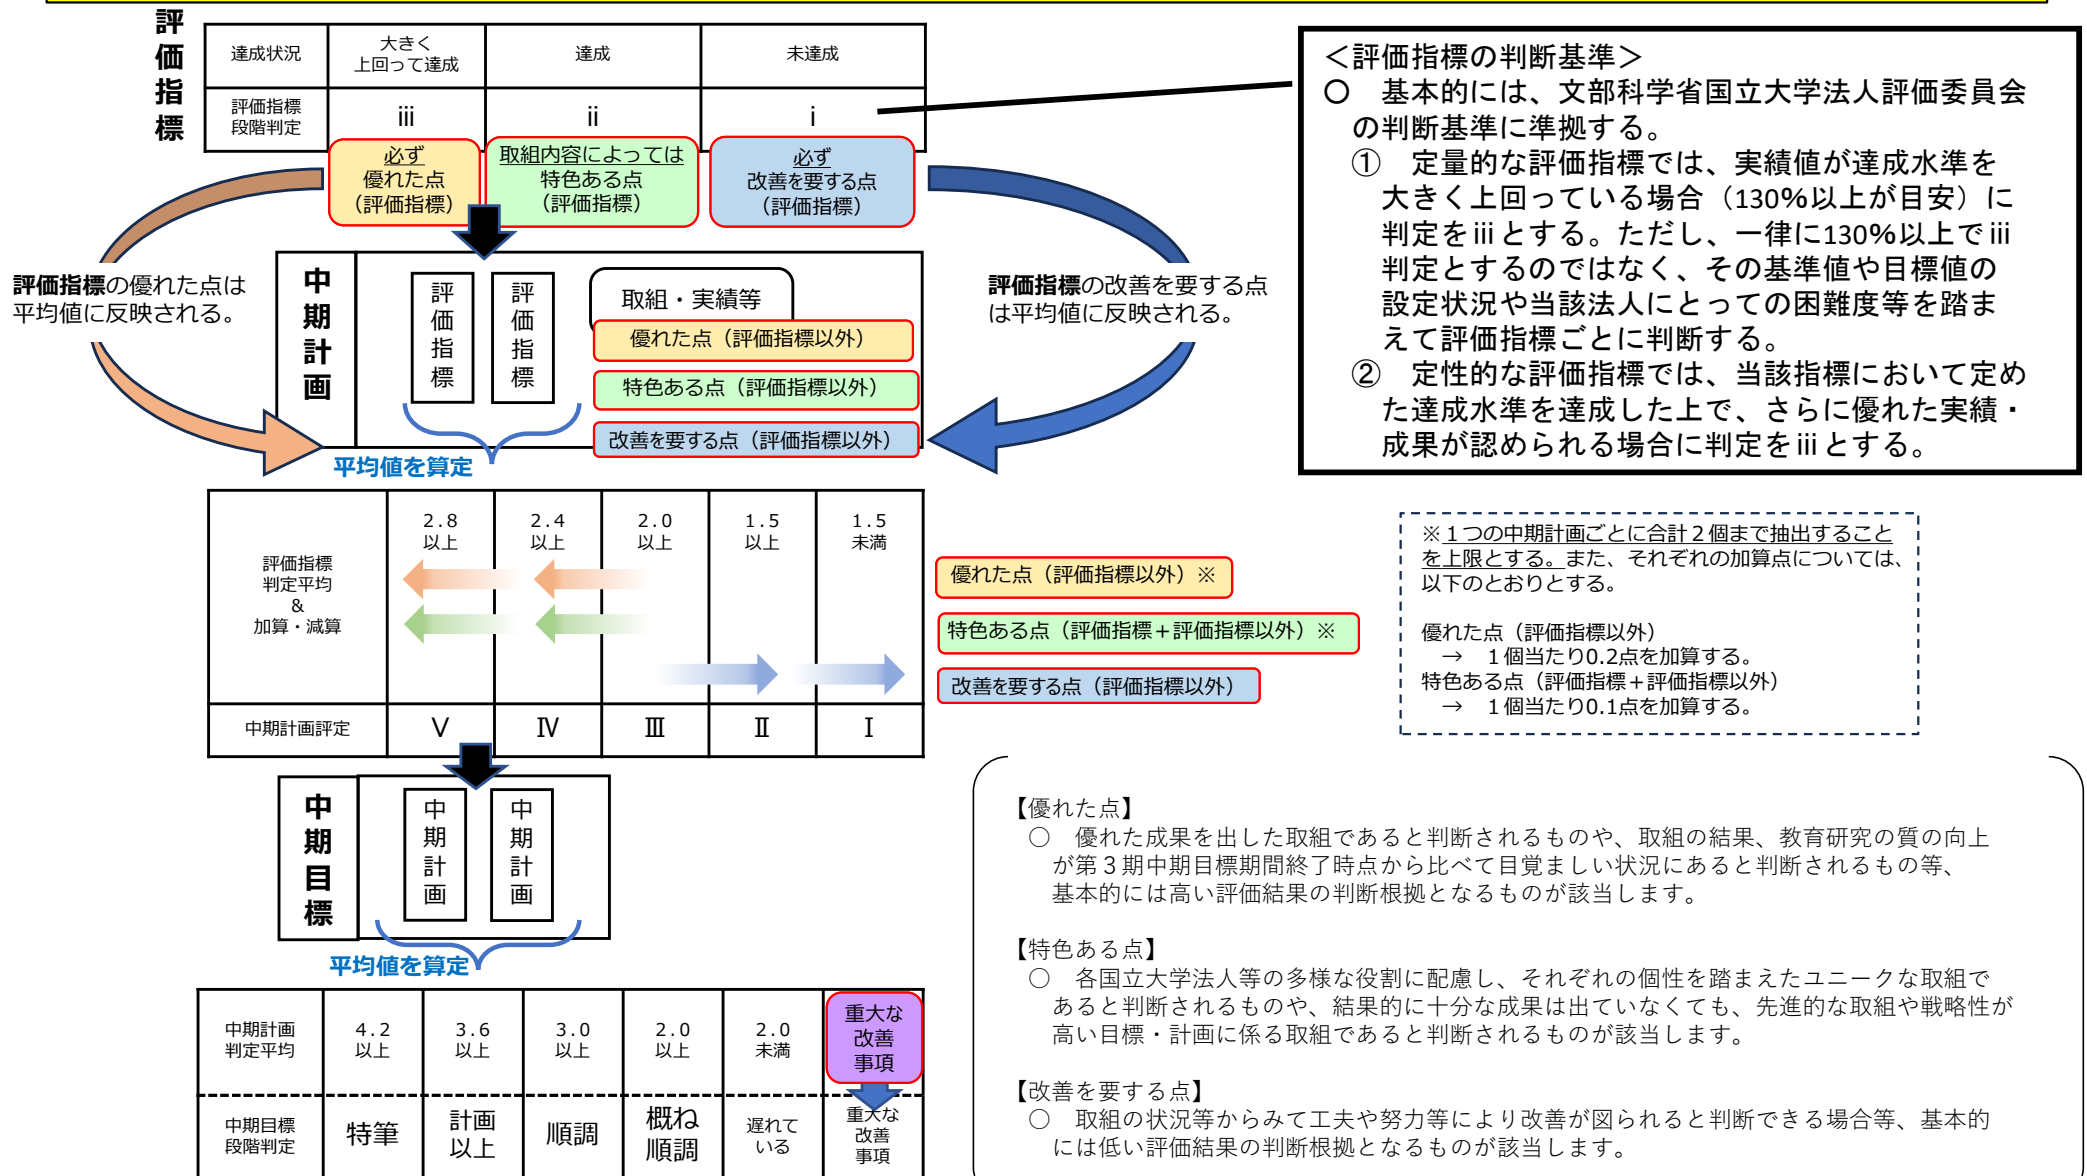 評価指標
達成状況
大きく
上回って達成
達成
未達成
評価指標
段階判定
ⅲ
ⅱ
ⅰ
必ず
優れた点
（評価指標）
取組内容によっては
特色ある点
（評価指標）
必ず
改善を要する点
（評価指標）
評価指標の優れた点は
平均値に反映される。
評価指標の改善を要する点
は平均値に反映される。
中期計画
評価指標
評価指標
取組・実績等
優れた点（評価指標以外）
特色ある点（評価指標以外）
改善を要する点（評価指標以外）
平均値を算定
＜評価指標の判断基準＞
○　基本的には、文部科学省国立大学法人評価委員会
の判断基準に準拠する。
①　定量的な評価指標では、実績値が達成水準を
大きく上回っている場合（130%以上が目安）に
判定をⅲとする。ただし、一律に130%以上でⅲ
判定とするのではなく、その基準値や目標値の
設定状況や当該法人にとっての困難度等を踏ま
えて評価指標ごとに判断する。
②　定性的な評価指標では、当該指標において定め
た達成水準を達成した上で、さらに優れた実績・
成果が認められる場合に判定をⅲとする。
評価指標
判定平均
＆
加算・減算
2.8
以上
2.4
以上
2.0
以上
1.5
以上
1.5
未満
中期計画評定
Ⅴ
Ⅳ
Ⅲ
Ⅱ
Ⅰ
優れた点（評価指標以外）※
特色ある点（評価指標＋評価指標以外）※
改善を要する点（評価指標以外）
※１つの中期計画ごとに合計２個まで抽出すること
を上限とする。また、それぞれの加算点については、
以下のとおりとする。
優れた点（評価指標以外）
→　１個当たり0.2点を加算する。
特色ある点（評価指標＋評価指標以外）
→　１個当たり0.1点を加算する。
中期目標
中期計画
中期計画
平均値を算定
中期計画
判定平均
4.2
以上
3.6
以上
3.0
以上
2.0
以上
2.0
未満
重大な
改善
事項
中期目標
段階判定
特筆
計画
以上
順調
概ね
順調
遅れて
いる
重大な
改善
事項
【優れた点】
○　優れた成果を出した取組であると判断されるものや、取組の結果、教育研究の質の向上
が第３期中期目標期間終了時点から比べて目覚ましい状況にあると判断されるもの等、
基本的には高い評価結果の判断根拠となるものが該当します。
【特色ある点】
○　各国立大学法人等の多様な役割に配慮し、それぞれの個性を踏まえたユニークな取組で
あると判断されるものや、結果的に十分な成果は出ていなくても、先進的な取組や戦略性が
高い目標・計画に係る取組であると判断されるものが該当します。
【改善を要する点】
○　取組の状況等からみて工夫や努力等により改善が図られると判断できる場合等、基本的
には低い評価結果の判断根拠となるものが該当します。